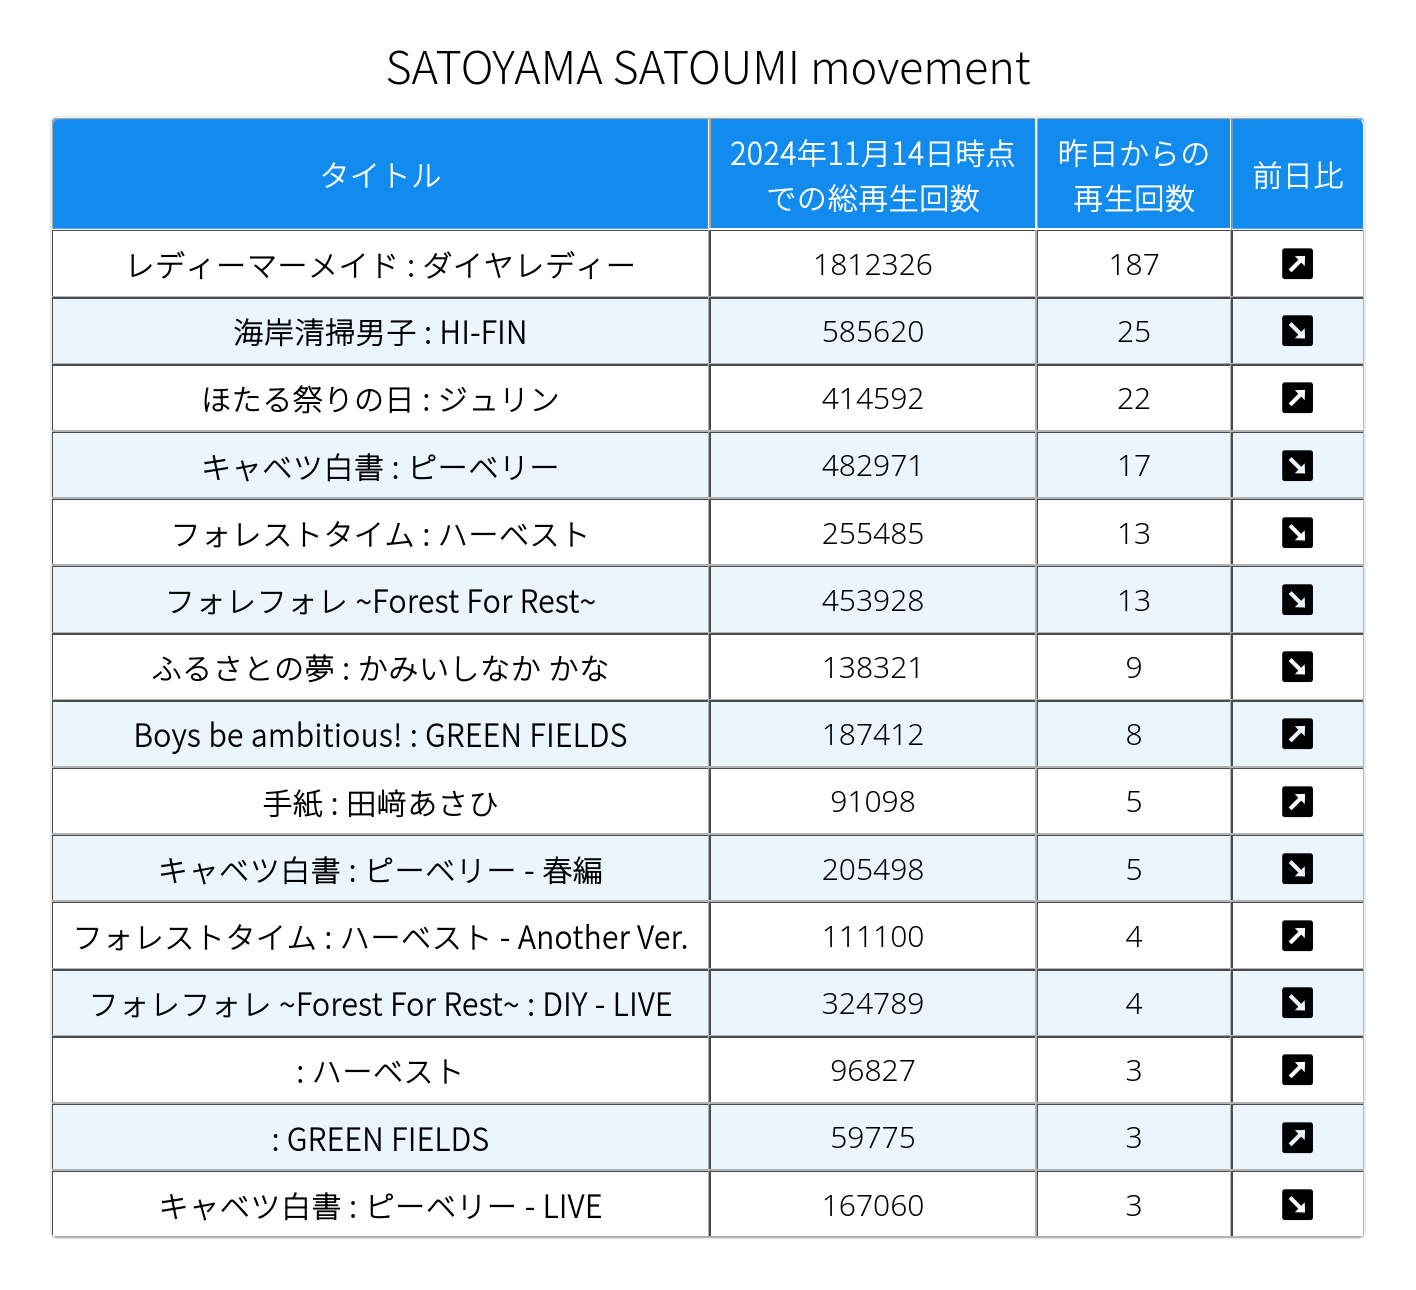 SATOYAMA SATOUMI movement
タイトル 2024年11月14日時点での総再生回数 昨日からの再生回数 前日比
レディーマーメイド : ダイヤレディー 1812326 187 ↗
海岸清掃男子 : HI-FIN 585620 25 ↘
ほたる祭りの日 : ジュリン 414592 22 ↗
キャベツ白書 : ピーベリー 482971 17 ↘
フォレストタイム : ハーベスト 255485 13 ↘
フォレフォレ ~Forest For Rest~ 453928 13 ↘
ふるさとの夢 : かみいしなか かな 138321 9 ↘
Boys be ambitious! : GREEN FIELDS 187412 8 ↗
手紙 : 田﨑あさひ 91098 5 ↗
キャベツ白書 : ピーベリー - 春編 205498 5 ↘
フォレストタイム : ハーベスト - Another Ver. 111100 4 ↗
フォレフォレ ~Forest For Rest~ : DIY - LIVE 324789 4 ↘
: ハーベスト 96827 3 ↗
: GREEN FIELDS 59775 3 ↗
キャベツ白書 : ピーベリー - LIVE 167060 3 ↘